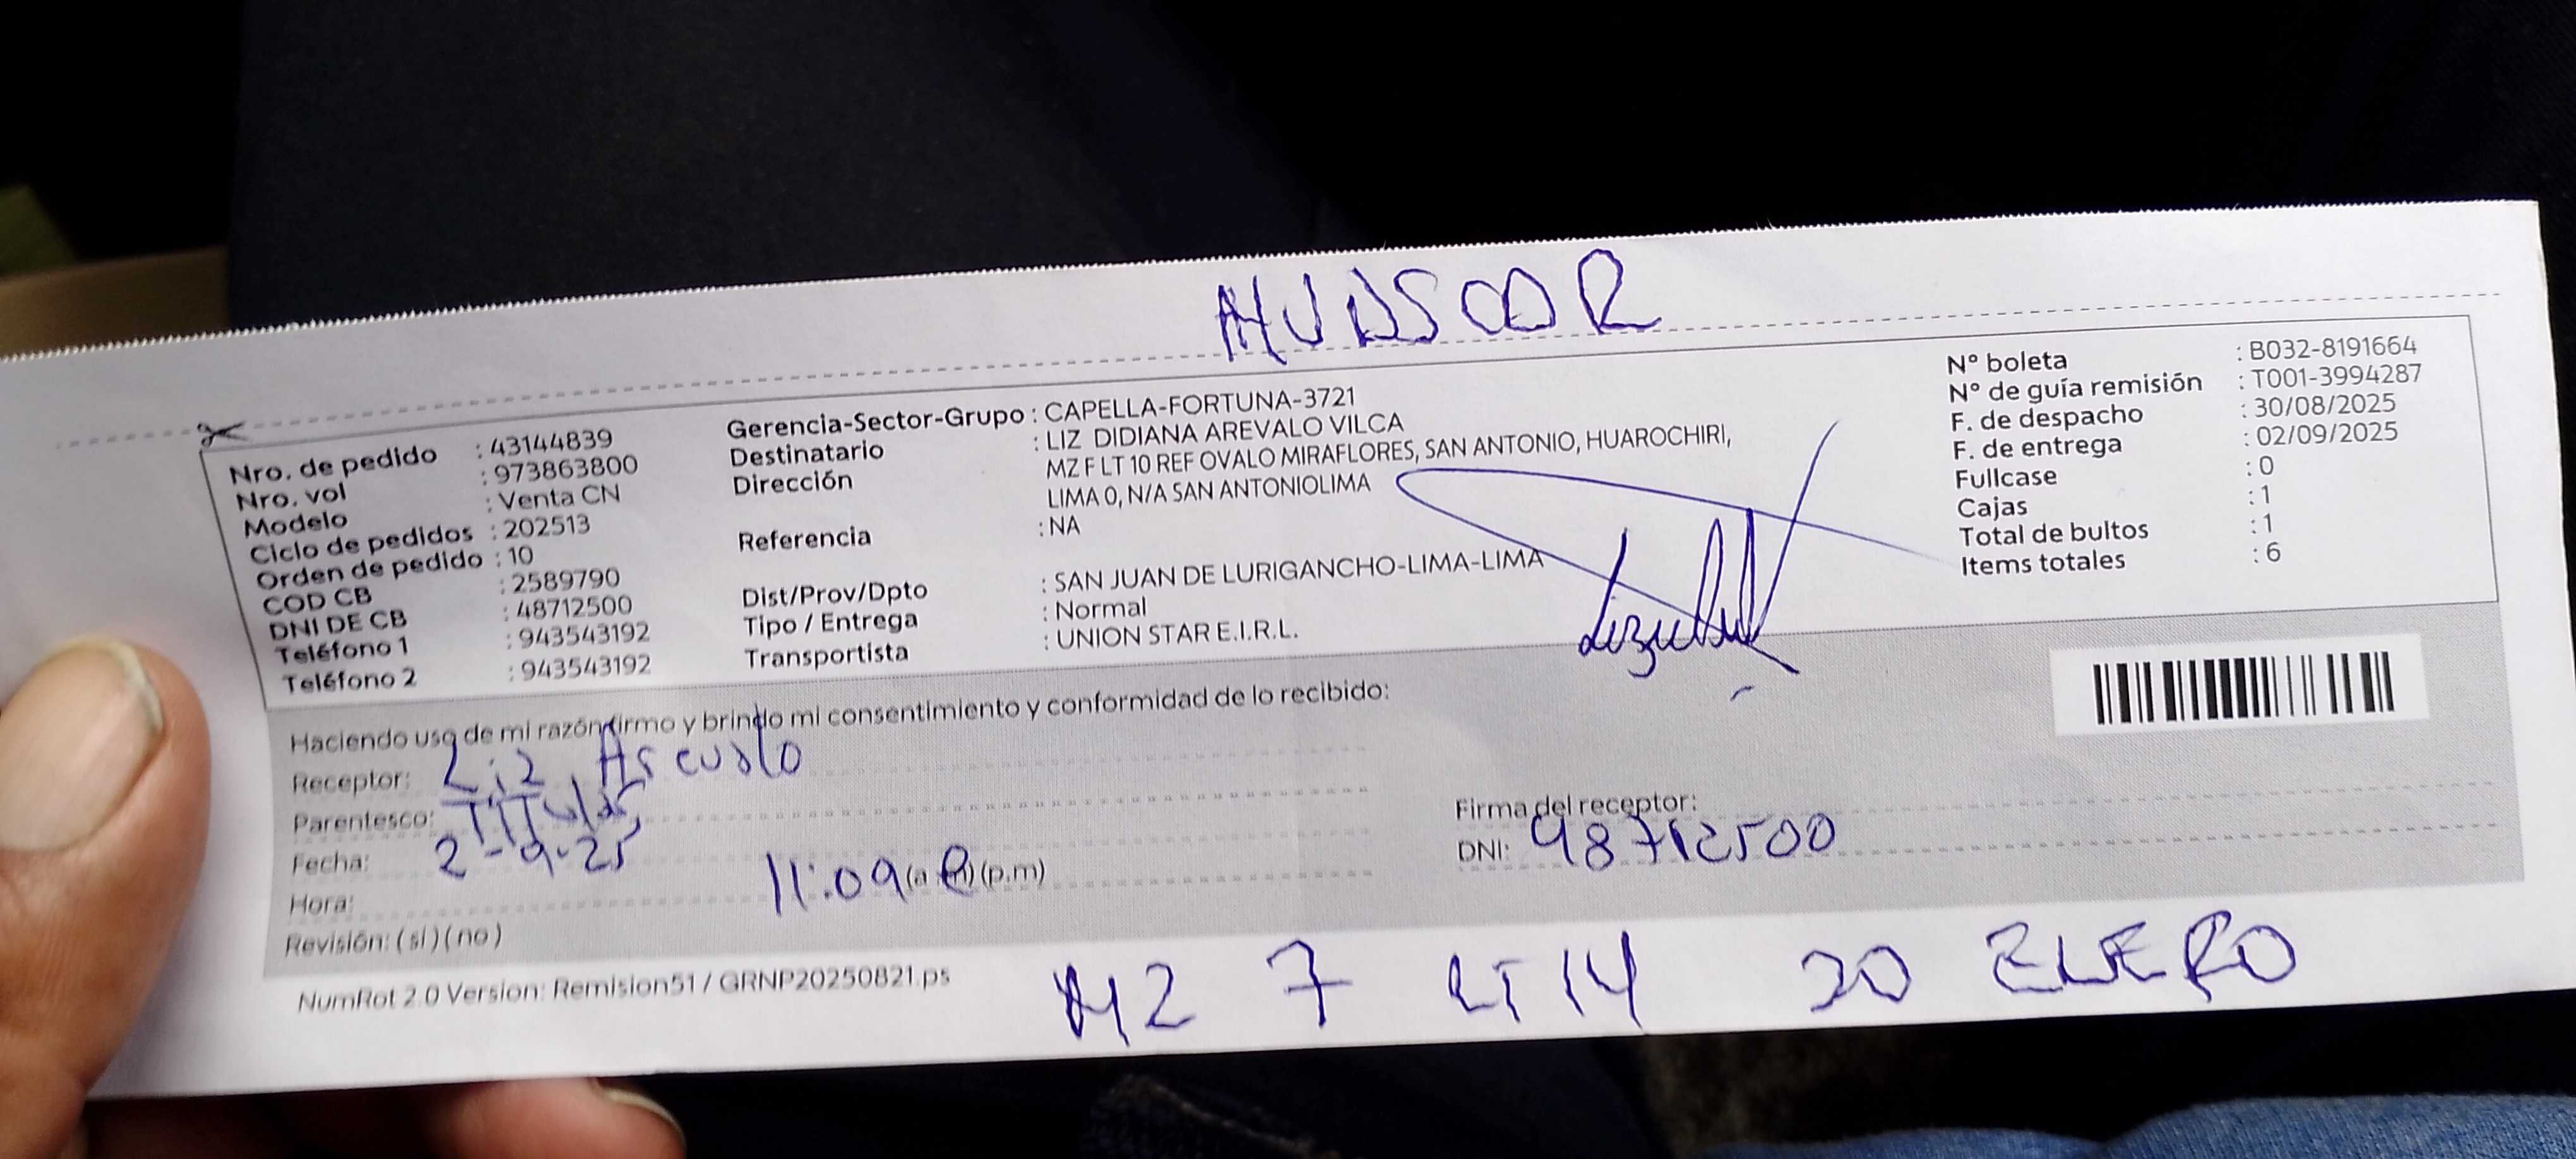 HUASCAR
Nro. de pedido : 43144839
Nro. vol : 973863800
Modelo : Venta CN
Ciclo de pedidos : 202513
Orden de pedido : 10
COD CB : 2589790
DNI DE CB : 48712500
Teléfono 1 : 943543192
Teléfono 2 : 943543192
Gerencia-Sector-Grupo : CAPELLA-FORTUNA-3721
Destinatario : LIZ DIDIANA AREVALO VILCA
Dirección MZ F LT 10 REF OVALO MIRAFLORES, SAN ANTONIO, HUAROCHIRI,
LIMA 0, N/A SAN ANTONIOLIMA
Referencia : NA
Dist/Prov/Dpto : SAN JUAN DE LURIGANCHO-LIMA-LIMA
Tipo / Entrega : Normal
Transportista : UNION STAR E.I.R.L.
N° boleta : B032-8191664
N° de guía remisión : T001-3994287
F. de despacho : 30/08/2025
F. de entrega : 02/09/2025
Fullcase : 0
Cajas : 1
Total de bultos : 1
Items totales : 6
Haciendo uso de mi razón firmo y brindo mi consentimiento y conformidad de lo recibido:
Receptor: Liz
Parentesco: Titular
Fecha: 2-9-25
Hora: 11:09 (a.m) (p.m)
Revisión: ( si ) ( no )
Firma del receptor:
DNI: 48712500
NumRot 2.0 Version: Remision51 / GRNP20250821.ps
MZ 7 LT 14 20 ENERO